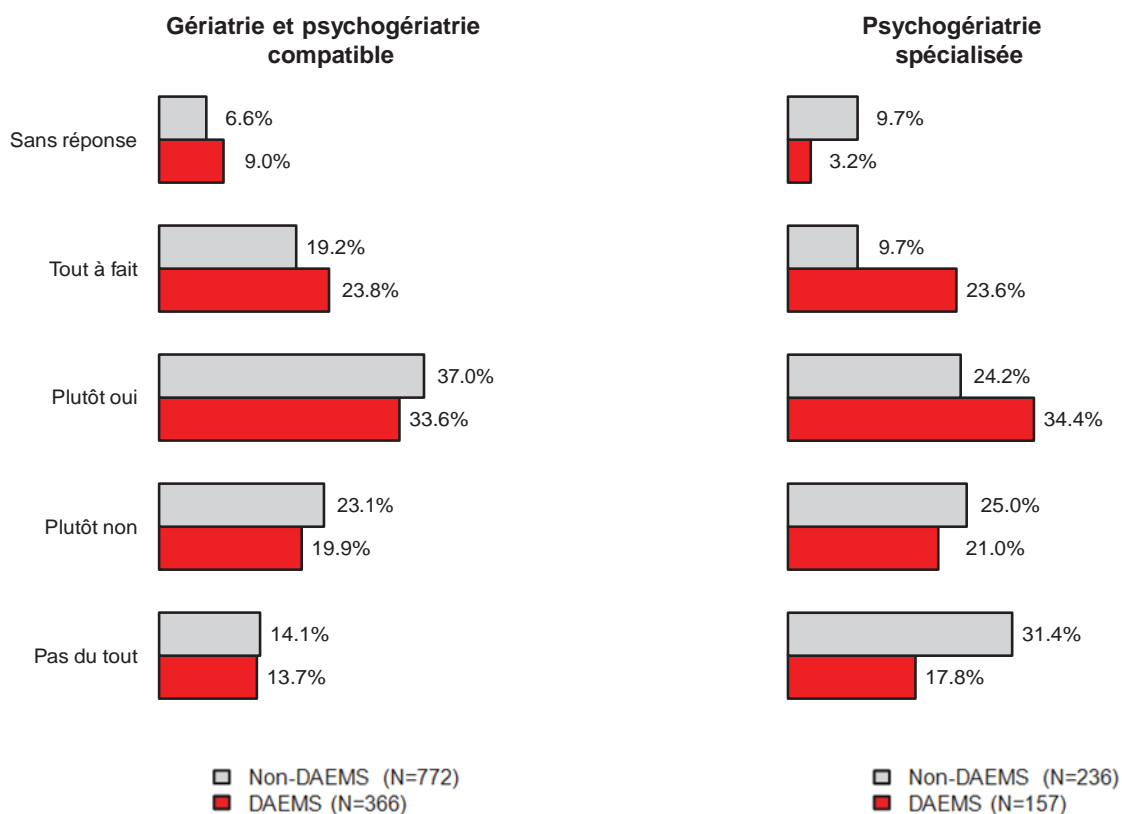 Gériatrie et psychogériatrie
compatible
Psychogériatrie
spécialisée
Sans réponse
6.6%
9.0%
9.7%
3.2%
Tout à fait
19.2%
23.8%
9.7%
23.6%
Plutôt oui
37.0%
33.6%
24.2%
34.4%
Plutôt non
23.1%
19.9%
25.0%
21.0%
Pas du tout
14.1%
13.7%
31.4%
17.8%
Non-DAEMS (N=772)
DAEMS (N=366)
Non-DAEMS (N=236)
DAEMS (N=157)